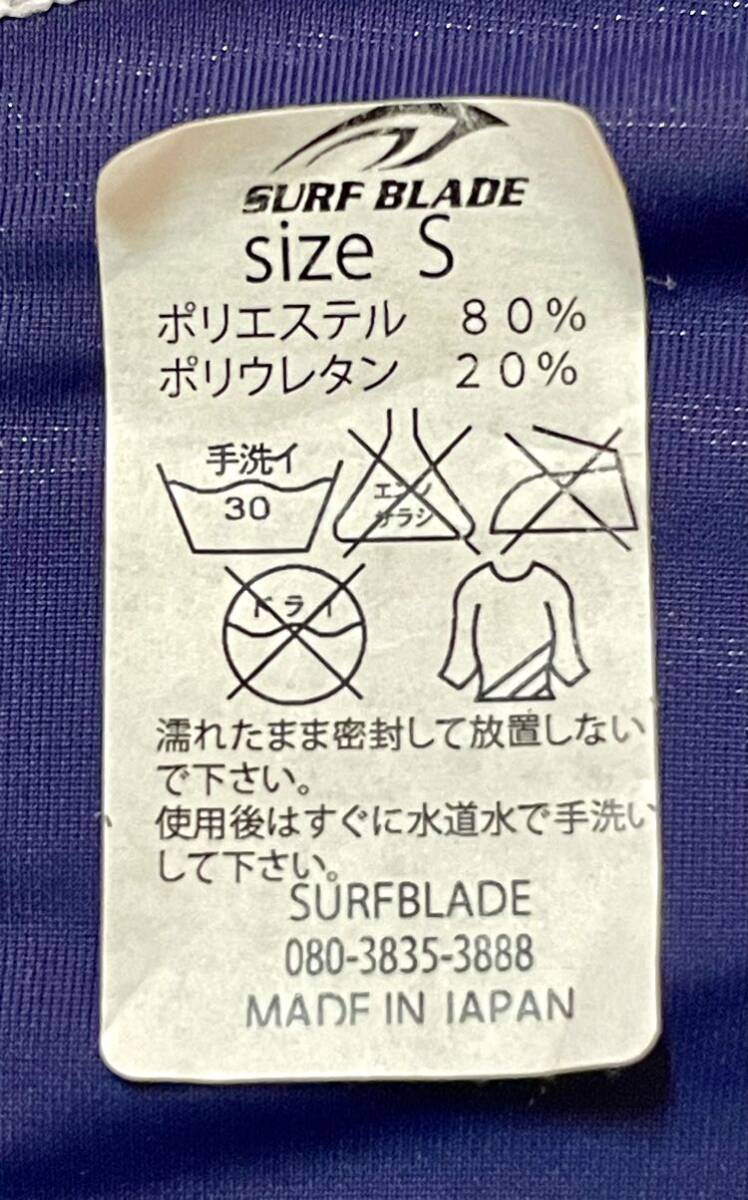 SURF BLADE
size S
ポリエステル 80%
ポリウレタン 20%
手洗イ
30
エンソ
サラシ
ドライ
濡れたまま密封して放置しない
で下さい。
使用後はすぐに水道水で手洗い
して下さい。
SURFBLADE
080-3835-3888
MADE IN JAPAN